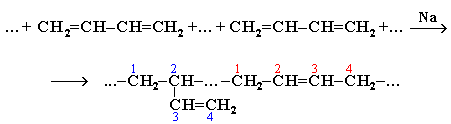 ... + CH₂=CH–CH=CH₂ +... + CH₂=CH–CH=CH₂ +... Na ⟶
⟶ ...–CH₂–CH–...–CH₂–CH=CH–CH₂–...
1 2 1 2 3 4
CH=CH₂
3 4